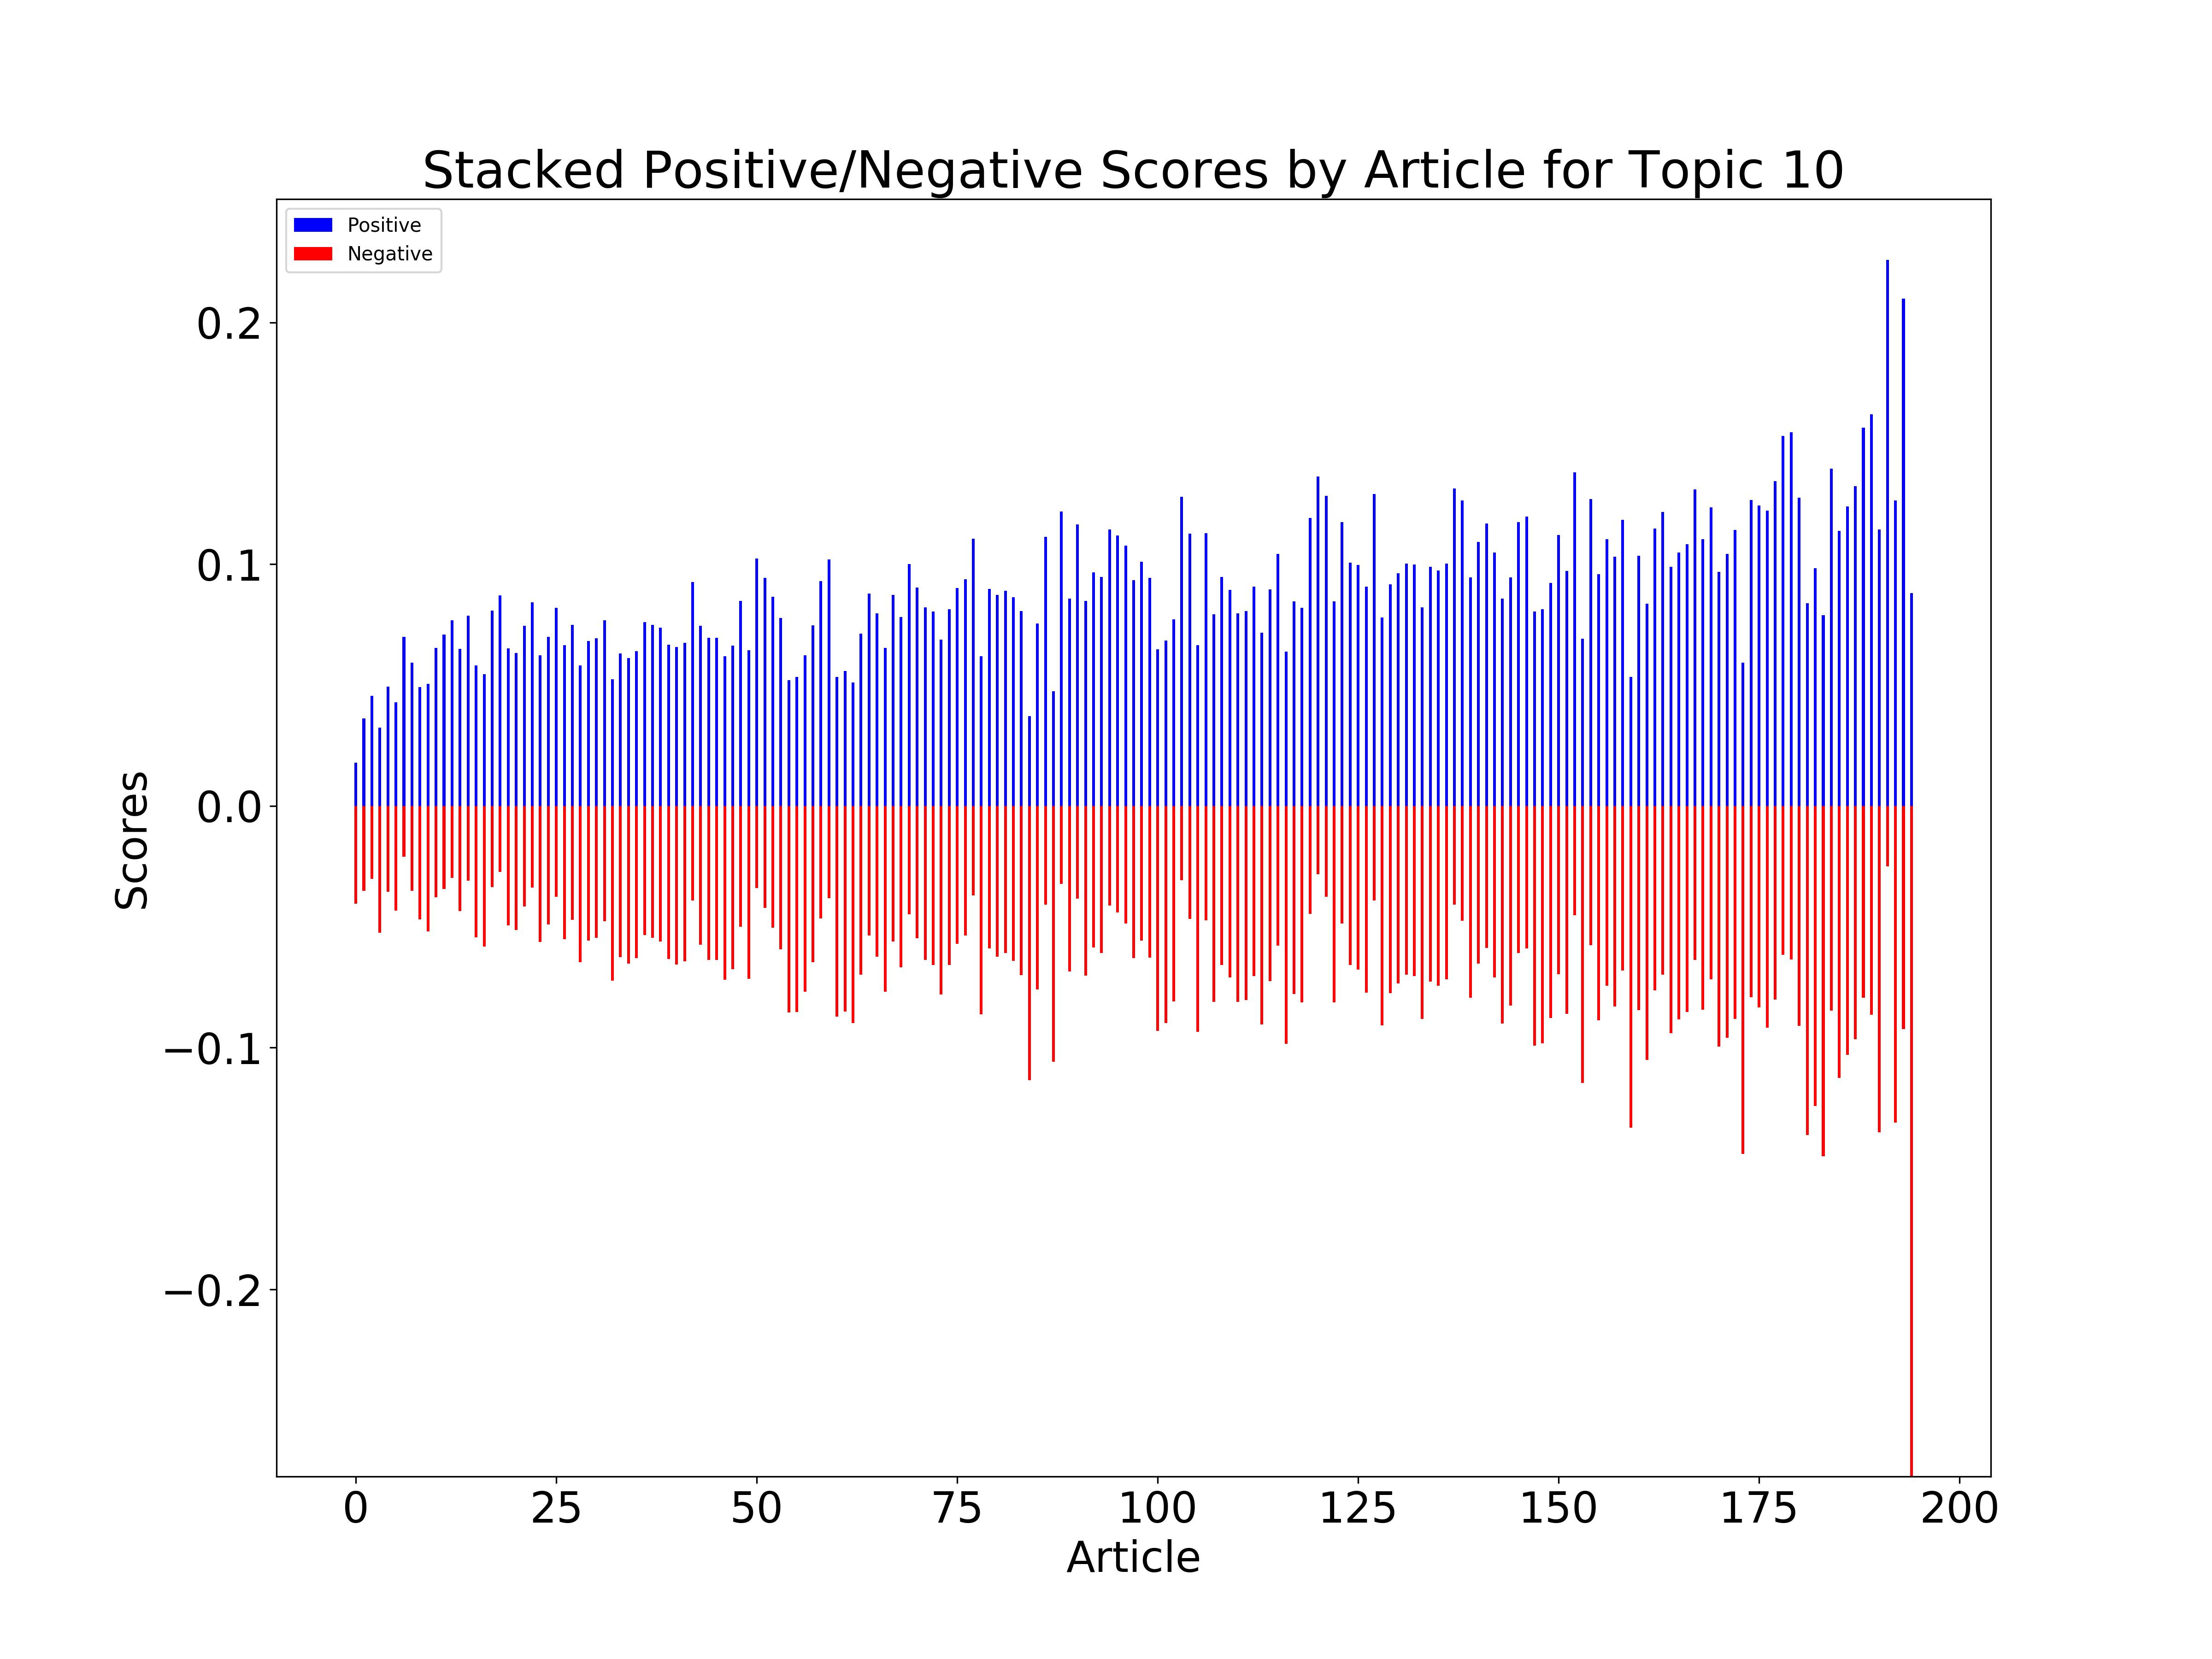 Stacked Positive/Negative Scores by Article for Topic 10
Positive
Negative
0.2
0.1
0.0
−0.1
−0.2
Scores
0 25 50 75 100 125 150 175 200
Article